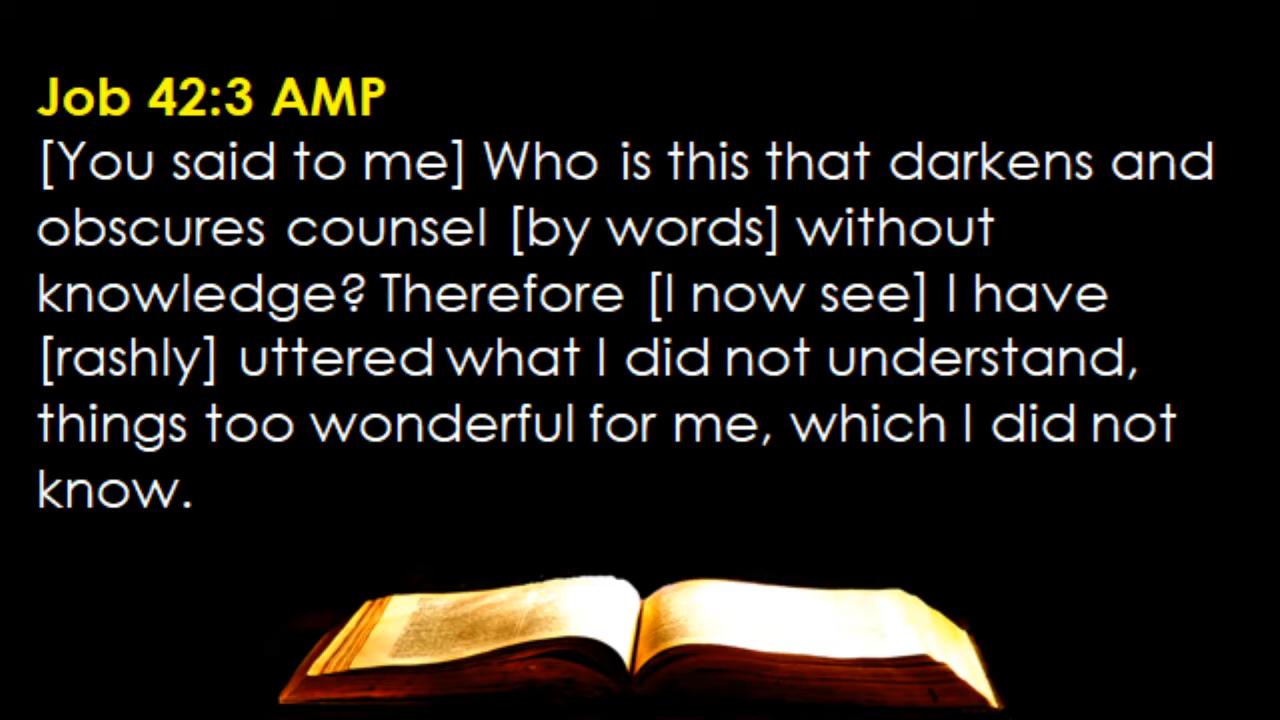 Job 42:3 AMP
[You said to me] Who is this that darkens and
obscures counsel [by words] without
knowledge? Therefore [I now see] I have
[rashly] uttered what I did not understand,
things too wonderful for me, which I did not
know.